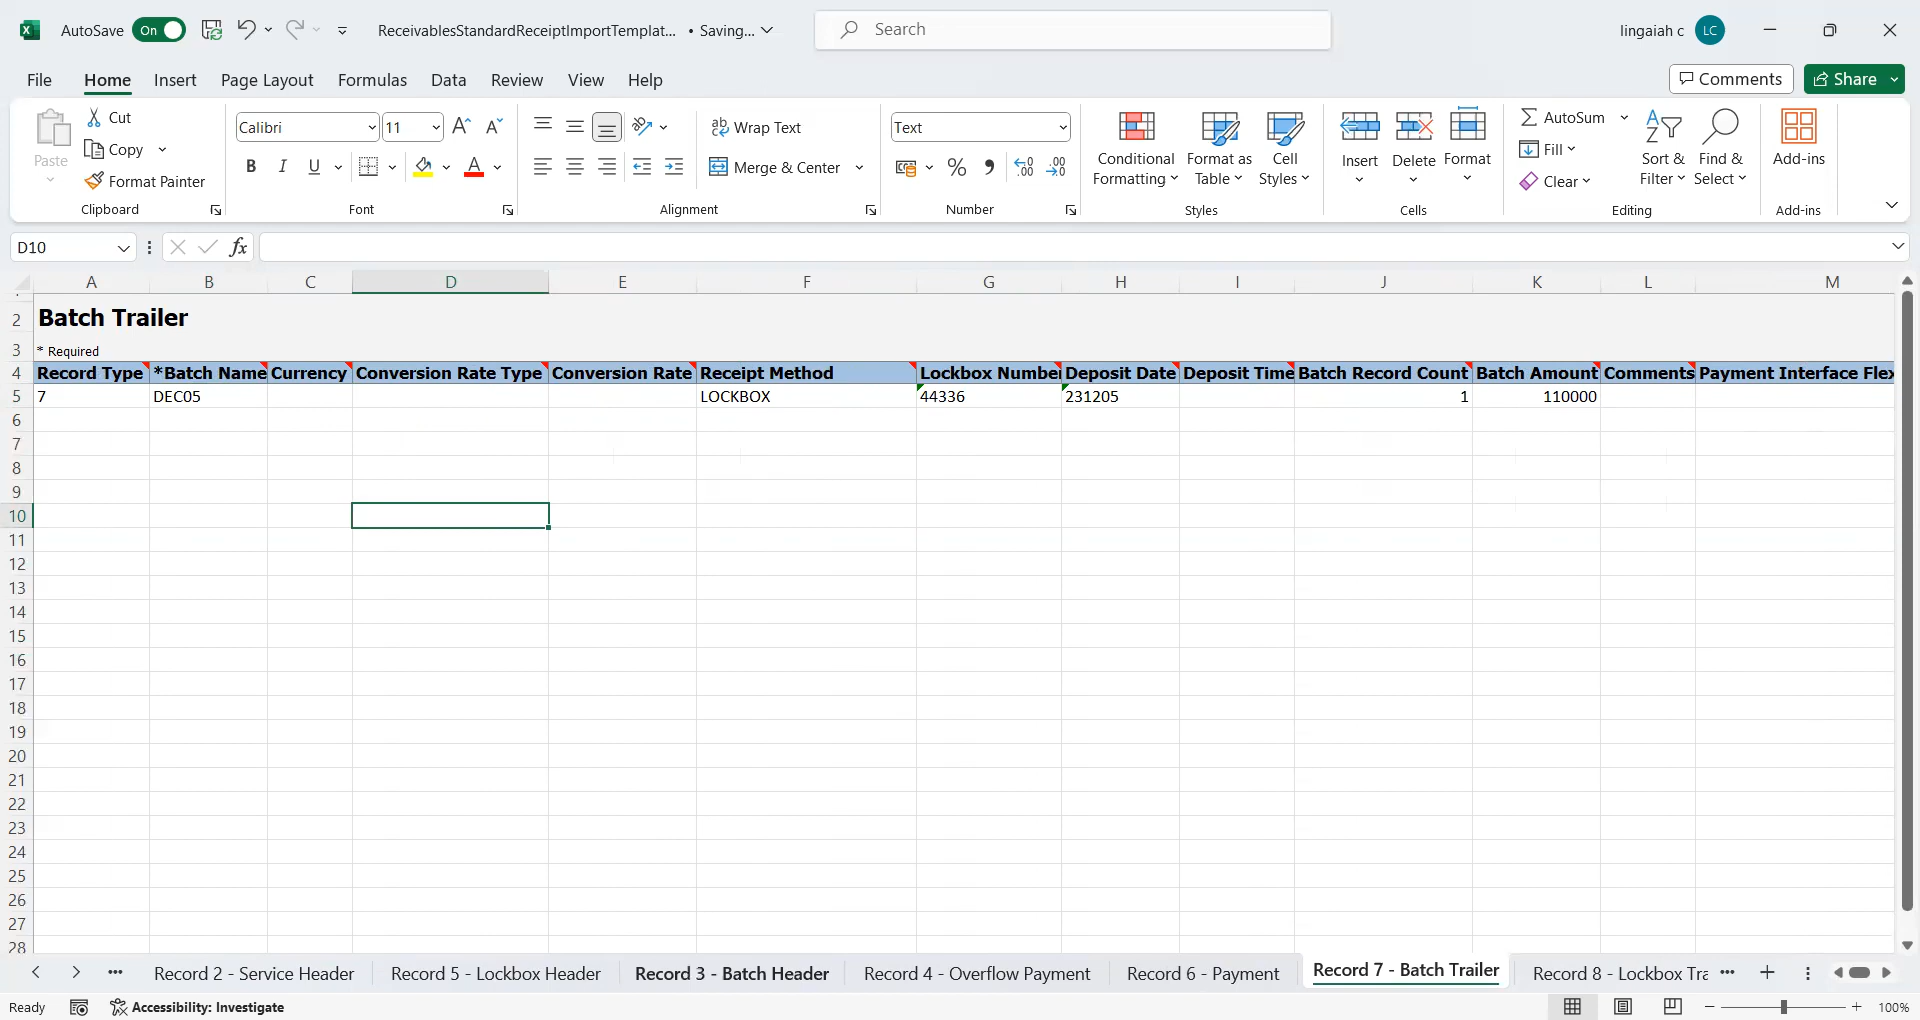 AutoSave On ReceivablesStandardReceiptImportTemplat... • Saving... Search lingaiah c LC
File Home Insert Page Layout Formulas Data Review View Help Comments Share
Paste Cut Copy Format Painter Clipboard
Calibri 11 B I U A Font
Wrap Text Merge & Center Alignment
Text % Number
Conditional Formatting Format as Table Cell Styles Styles
Insert Delete Format Cells
AutoSum Fill Clear Sort & Filter Find & Select Editing
Add-ins Add-ins
D10 fx
A B C D E F G H I J K L M
2 Batch Trailer
3 * Required
4 Record Type *Batch Name Currency Conversion Rate Type Conversion Rate Receipt Method Lockbox Number Deposit Date Deposit Time Batch Record Count Batch Amount Comments Payment Interface Flex
5 7 DEC05 LOCKBOX 44336 231205 1 110000
6
7
8
9
10
11
12
13
14
15
16
17
18
19
20
21
22
23
24
25
26
27
28
Record 2 - Service Header Record 5 - Lockbox Header Record 3 - Batch Header Record 4 - Overflow Payment Record 6 - Payment Record 7 - Batch Trailer Record 8 - Lockbox Tra
Ready Accessibility: Investigate 100%